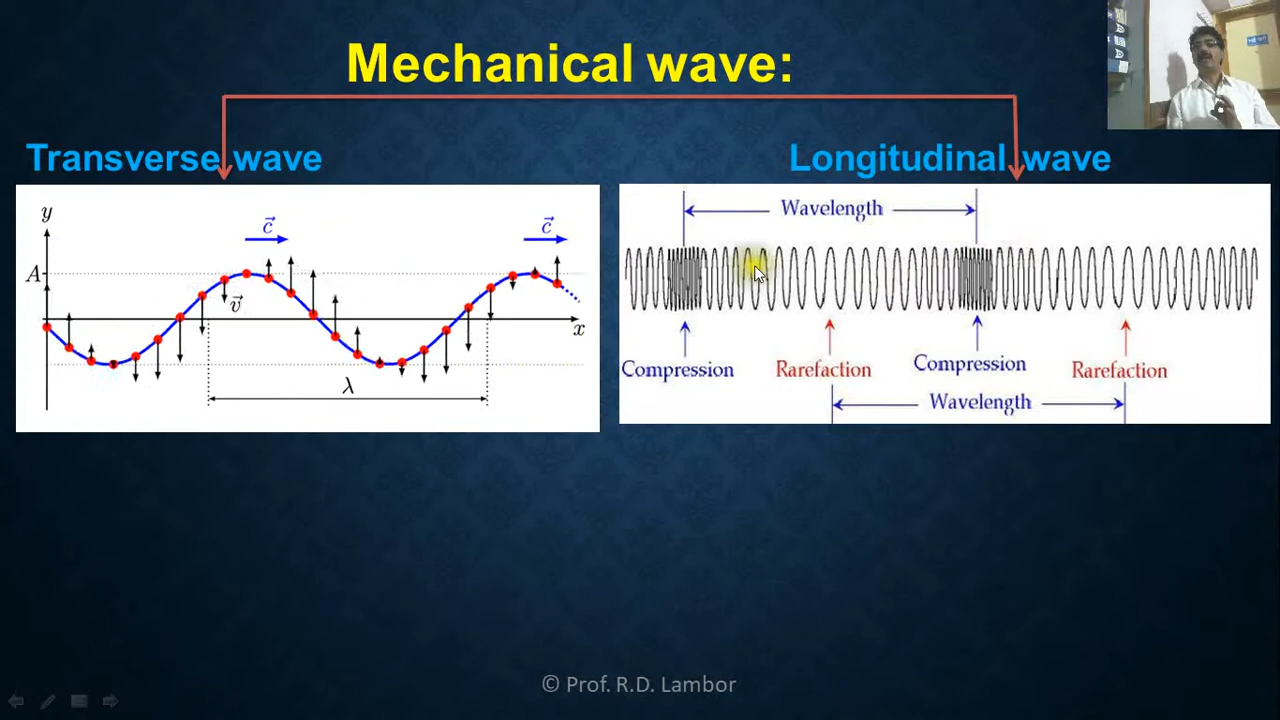 Mechanical wave:
Transverse wave
Longitudinal wave
y
A
c
c
v
x
λ
Wavelength
Compression
Rarefaction
Compression
Rarefaction
Wavelength
© Prof. R.D. Lambor